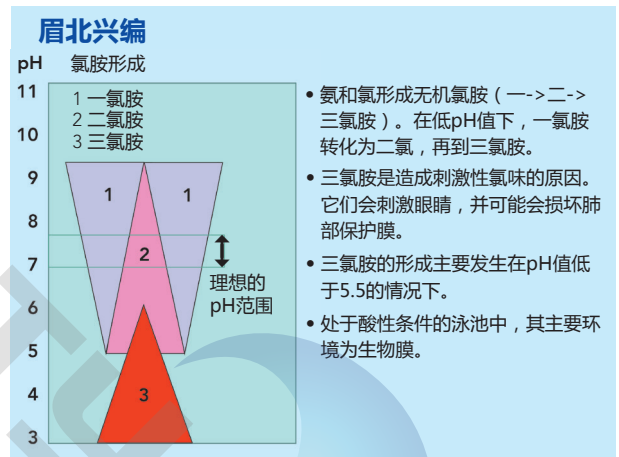 眉北兴编
pH 氯胺形成
11
10
9
8
7
6
5
4
3
1 一氯胺
2 二氯胺
3 三氯胺
1
1
2
3
理想的
pH范围
• 氨和氯形成无机氯胺（一->二->
三氯胺）。在低pH值下，一氯胺
转化为二氯，再到三氯胺。
• 三氯胺是造成刺激性氯味的原因。
它们会刺激眼睛，并可能会损坏肺
部保护膜。
• 三氯胺的形成主要发生在pH值低
于5.5的情况下。
• 处于酸性条件的泳池中，其主要环
境为生物膜。